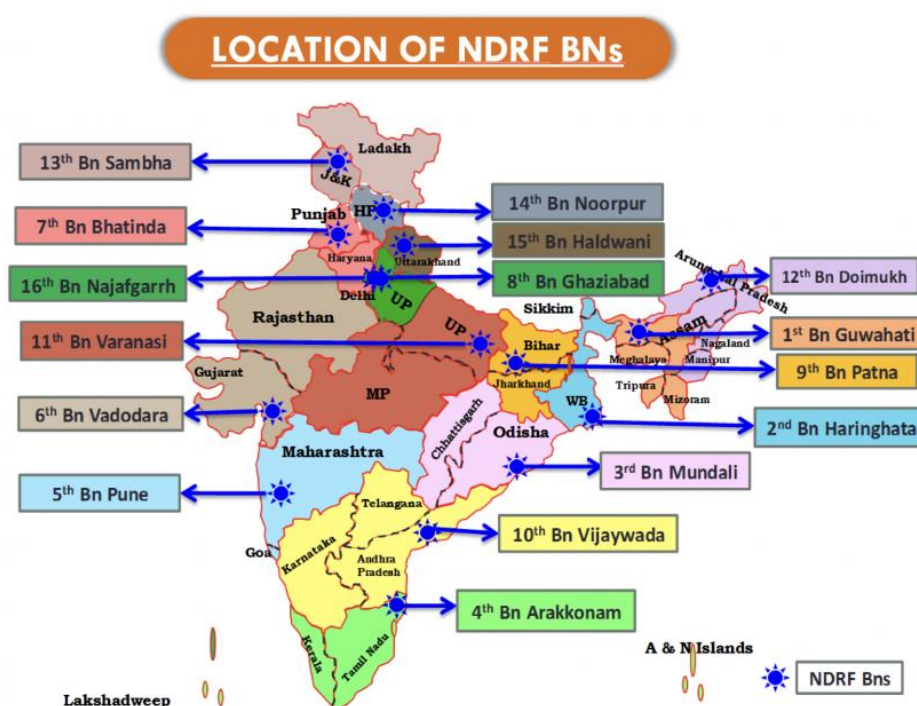 LOCATION OF NDRF BNs
Ladakh
13th Bn Sambha
J&K
14th Bn Noorpur
Punjab
HP
7th Bn Bhatinda
15th Bn Haldwani
Uttarakhand
Haryana
Arunachal Pradesh
12th Bn Doimukh
16th Bn Najafgarrh
8th Bn Ghaziabad
Delhi
UP
Sikkim
Rajasthan
UP
Assam
1st Bn Guwahati
11th Bn Varanasi
Bihar
Nagaland
Meghalaya
Manipur
9th Bn Patna
Gujarat
MP
Jharkhand
Tripura
Mizoram
6th Bn Vadodara
WB
2nd Bn Haringhata
Chhattisgarh
Odisha
Maharashtra
3rd Bn Mundali
5th Bn Pune
Telangana
10th Bn Vijaywada
Goa
Karnataka
Andhra
Pradesh
4th Bn Arakkonam
Kerala
Tamil Nadu
A & N Islands
NDRF Bns
Lakshadweep